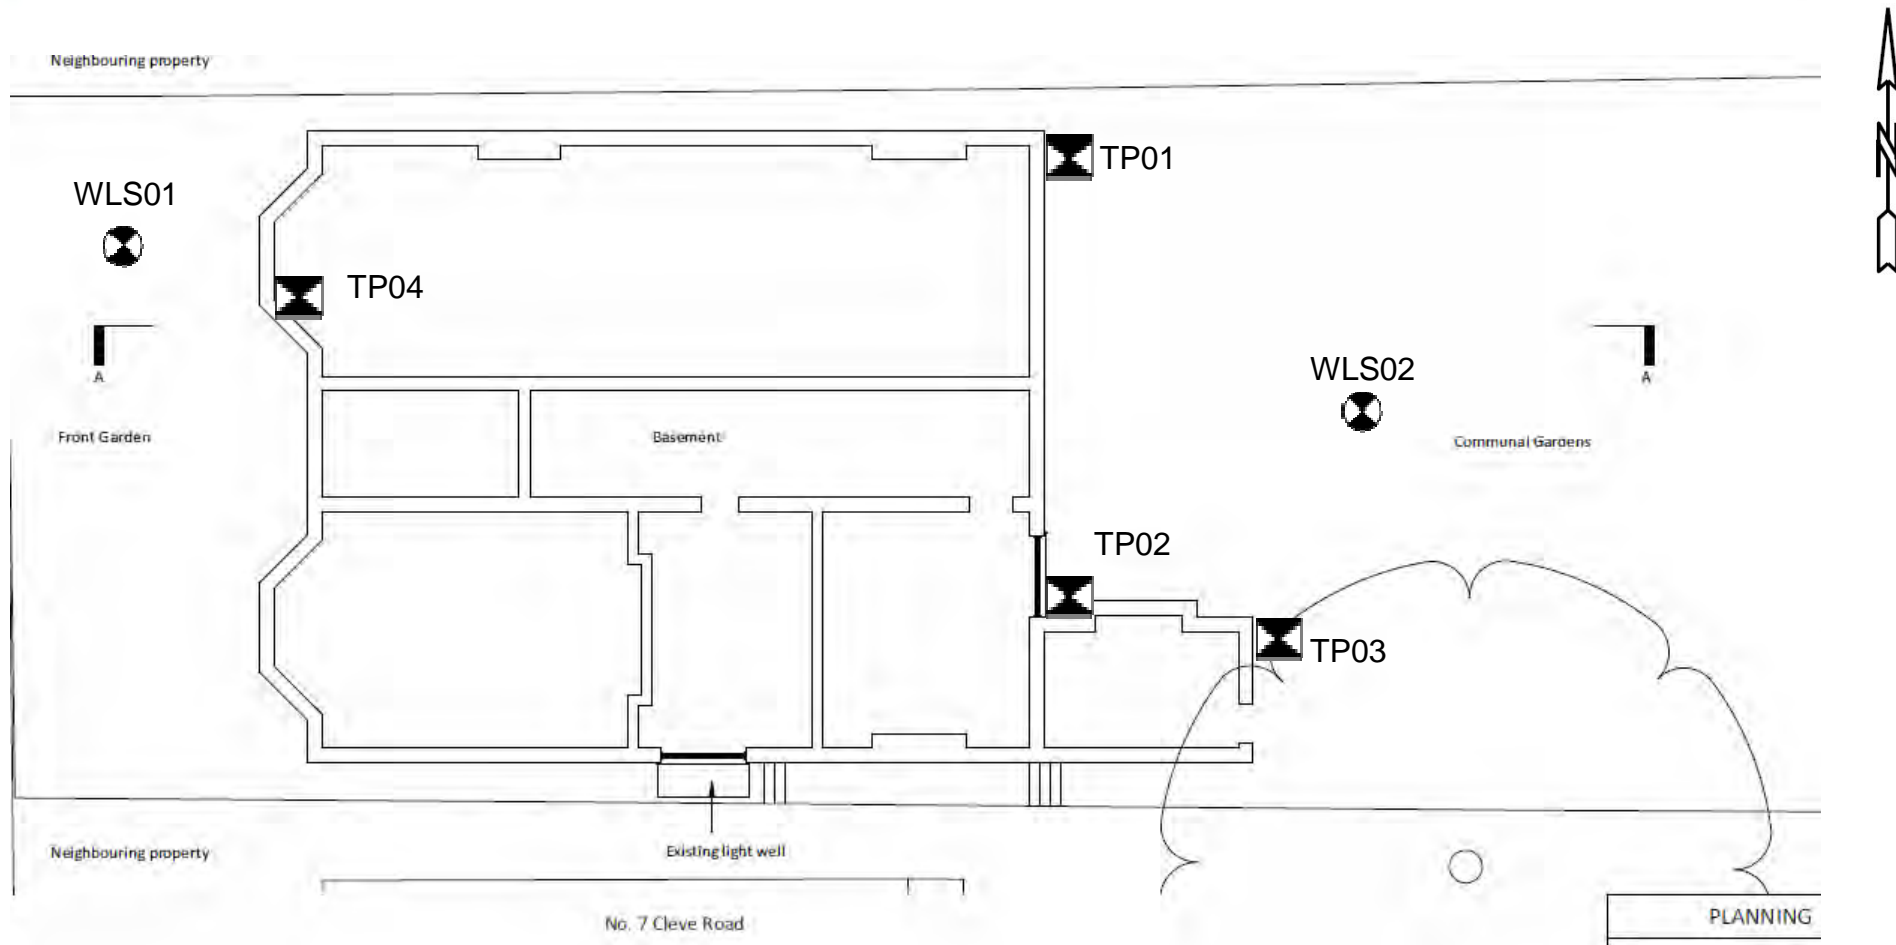 Neighbouring property
N
TP01
WLS01
TP04
A
A
WLS02
Front Garden
Basement
Communal Gardens
TP02
TP03
Neighbouring property
Existing light well
No. 7 Cleve Road
PLANNING